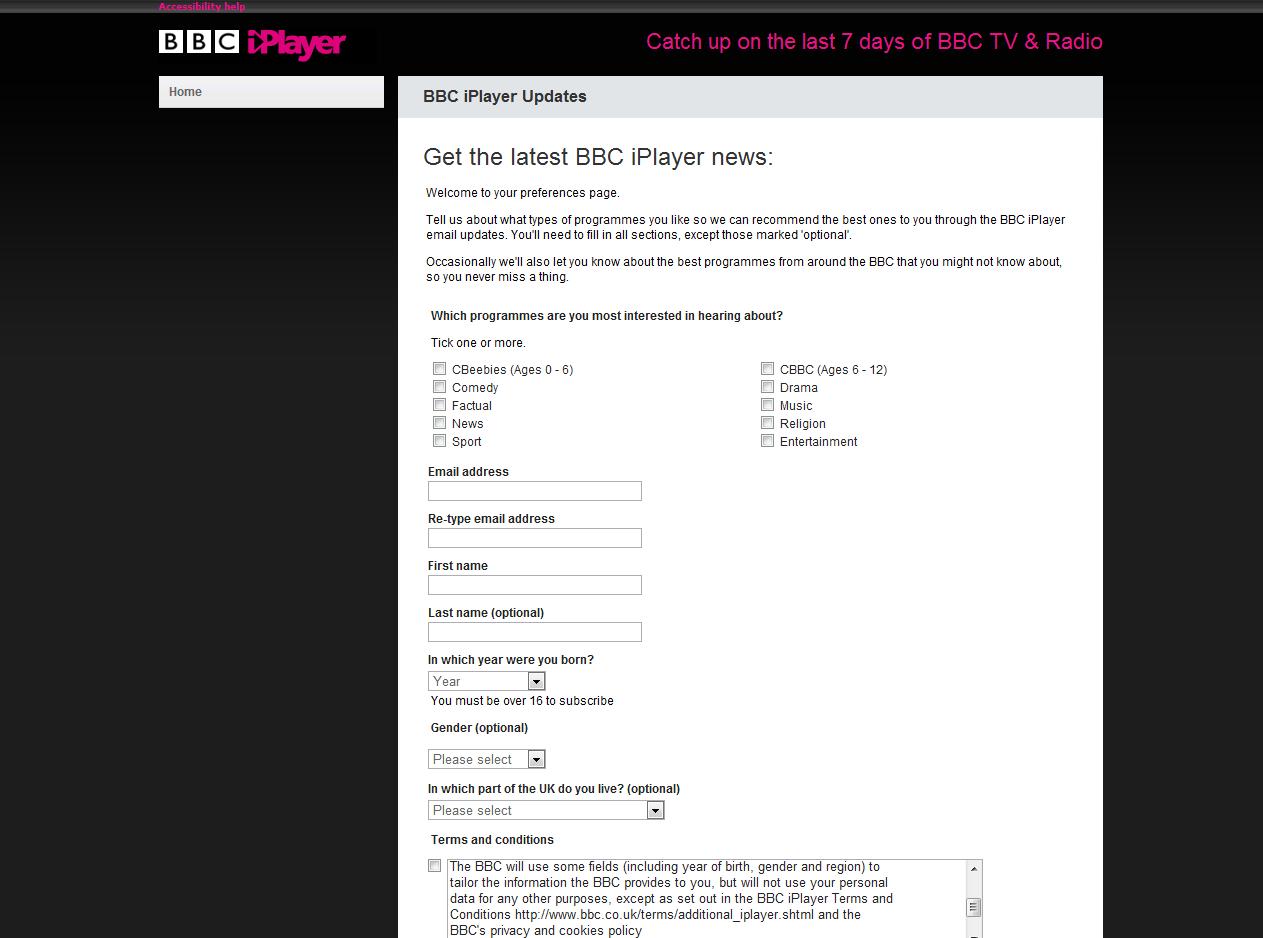 Accessibility help
BBC iPlayer
Catch up on the last 7 days of BBC TV & Radio
Home
BBC iPlayer Updates
Get the latest BBC iPlayer news:
Welcome to your preferences page.
Tell us about what types of programmes you like so we can recommend the best ones to you through the BBC iPlayer
email updates. You'll need to fill in all sections, except those marked 'optional'.
Occasionally we'll also let you know about the best programmes from around the BBC that you might not know about,
so you never miss a thing.
Which programmes are you most interested in hearing about?
Tick one or more.
CBeebies (Ages 0 - 6)
CBBC (Ages 6 - 12)
Comedy
Drama
Factual
Music
News
Religion
Sport
Entertainment
Email address
Re-type email address
First name
Last name (optional)
In which year were you born?
Year
You must be over 16 to subscribe
Gender (optional)
Please select
In which part of the UK do you live? (optional)
Please select
Terms and conditions
The BBC will use some fields (including year of birth, gender and region) to
tailor the information the BBC provides to you, but will not use your personal
data for any other purposes, except as set out in the BBC iPlayer Terms and
Conditions http://www.bbc.co.uk/terms/additional_iplayer.shtml and the
BBC's privacy and cookies policy